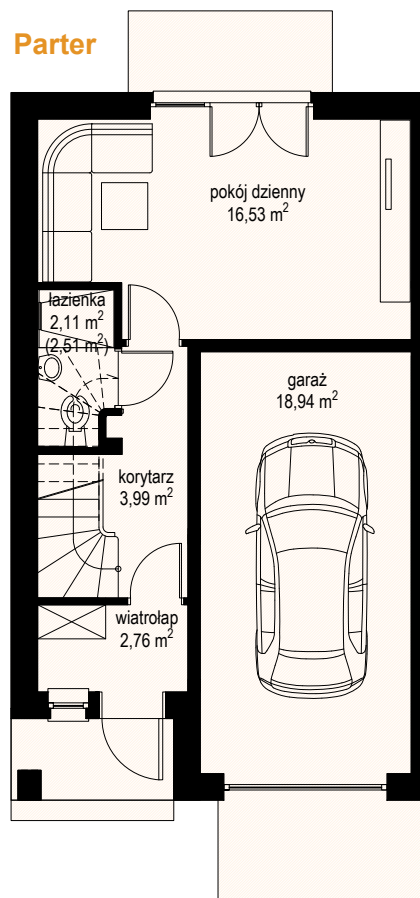 Parter
pokój dzienny
16,53 m²
łazienka
2,11 m²
(2,51 m²)
garaż
18,94 m²
korytarz
3,99 m²
wiatrołap
2,76 m²